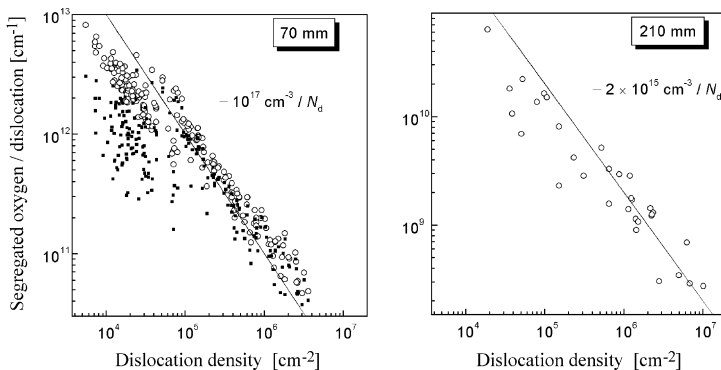 Segregated oxygen / dislocation [cm⁻¹]
10¹³
10¹²
10¹¹
70 mm
— 10¹⁷ cm⁻³ / N_d
10⁴
10⁵
10⁶
10⁷
Dislocation density [cm⁻²]
10¹⁰
10⁹
210 mm
— 2 × 10¹⁵ cm⁻³ / N_d
10⁴
10⁵
10⁶
10⁷
Dislocation density [cm⁻²]